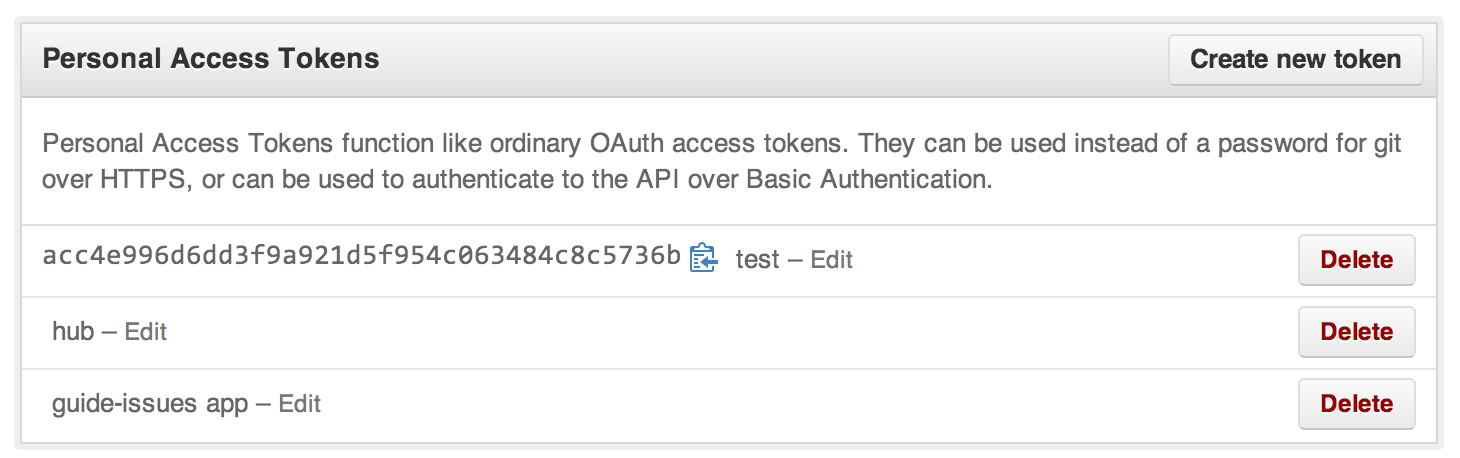 Personal Access Tokens
Create new token
Personal Access Tokens function like ordinary OAuth access tokens. They can be used instead of a password for git
over HTTPS, or can be used to authenticate to the API over Basic Authentication.
acc4e996d6dd3f9a921d5f954c063484c8c5736b test – Edit Delete
hub – Edit Delete
guide-issues app – Edit Delete